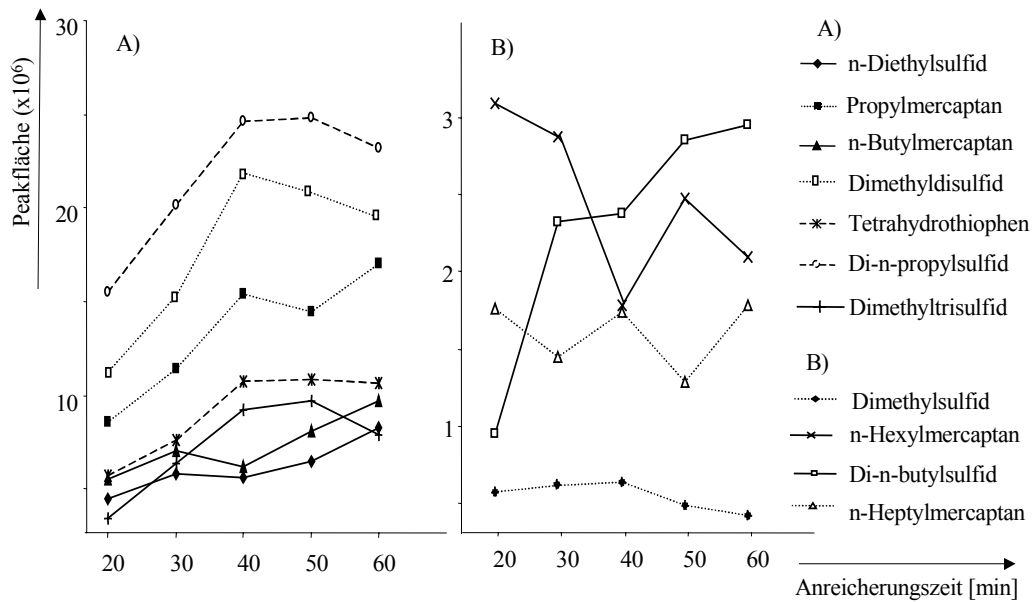 Peakfläche (x10⁶)
30
20
10
A)
20 30 40 50 60
3
2
1
B)
20 30 40 50 60
Anreicherungszeit [min]
A)
n-Diethylsulfid
Propylmercaptan
n-Butylmercaptan
Dimethyldisulfid
Tetrahydrothiophen
Di-n-propylsulfid
Dimethyltrisulfid
B)
Dimethylsulfid
n-Hexylmercaptan
Di-n-butylsulfid
n-Heptylmercaptan